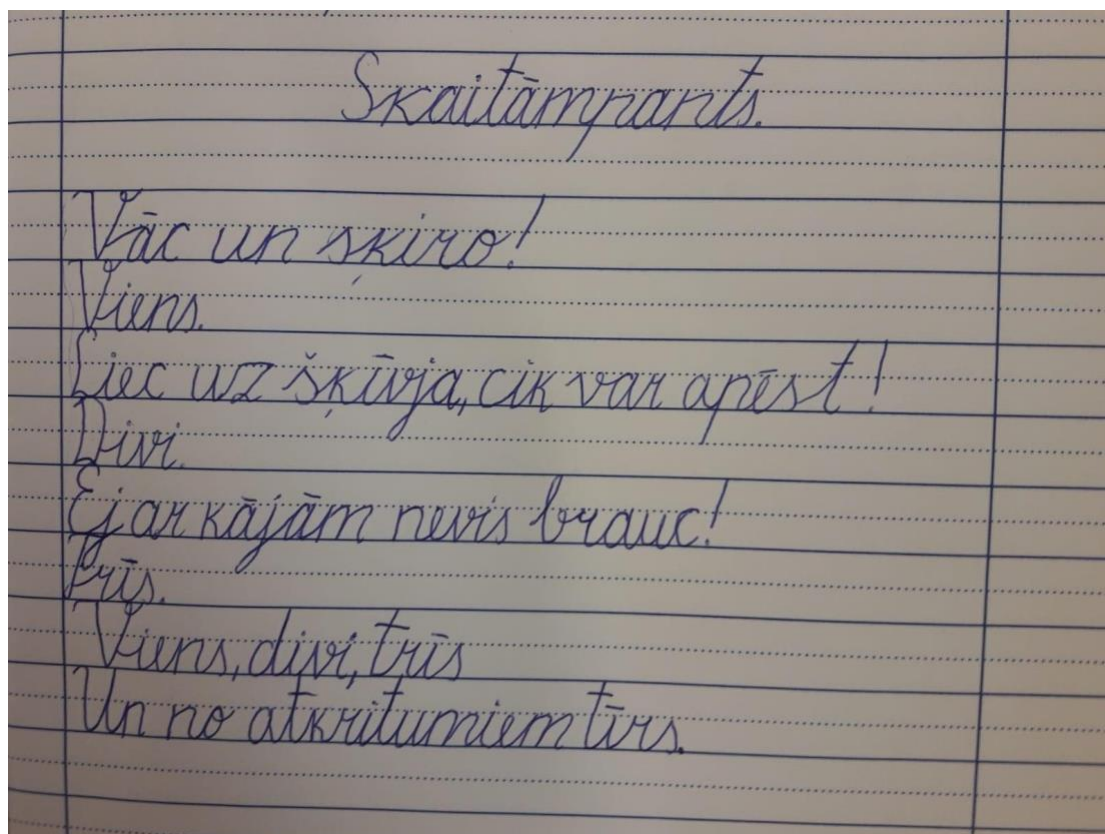 Skaitāmpants.
Vāc un šķiro!
Viens.
Liec uz šķīvja, cik var apēst!
Divi.
Ej ar kājām nevis brauc!
Trīs.
Viens, divi, trīs
Un no atkritumiem tīrs.